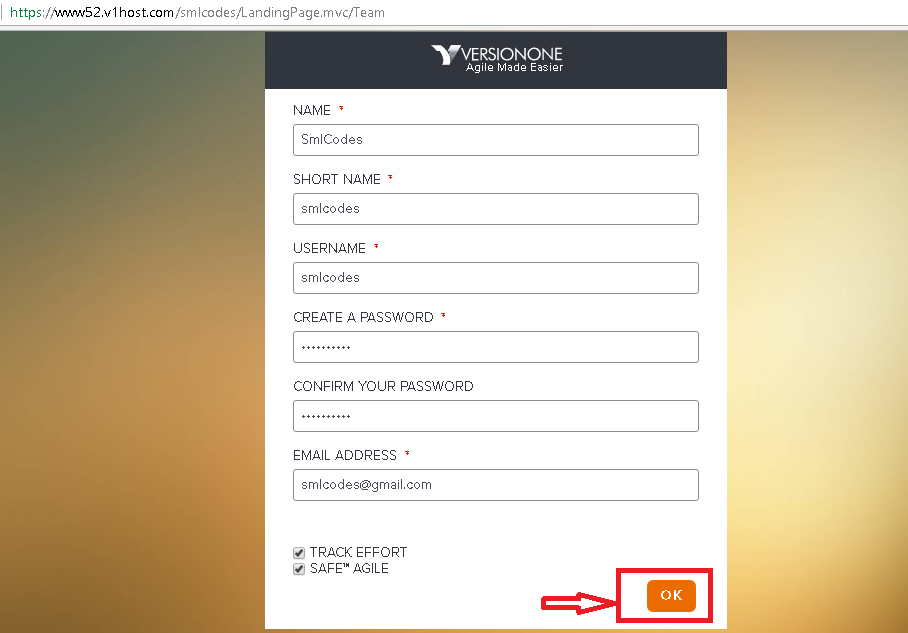 https://www52.v1host.com/smlcodes/LandingPage.mvc/Team
VERSIONONE
Agile Made Easier
NAME *
SmlCodes
SHORT NAME *
smlcodes
USERNAME *
smlcodes
CREATE A PASSWORD *
••••••••••
CONFIRM YOUR PASSWORD
••••••••••
EMAIL ADDRESS *
smlcodes@gmail.com
TRACK EFFORT
SAFE™ AGILE
OK